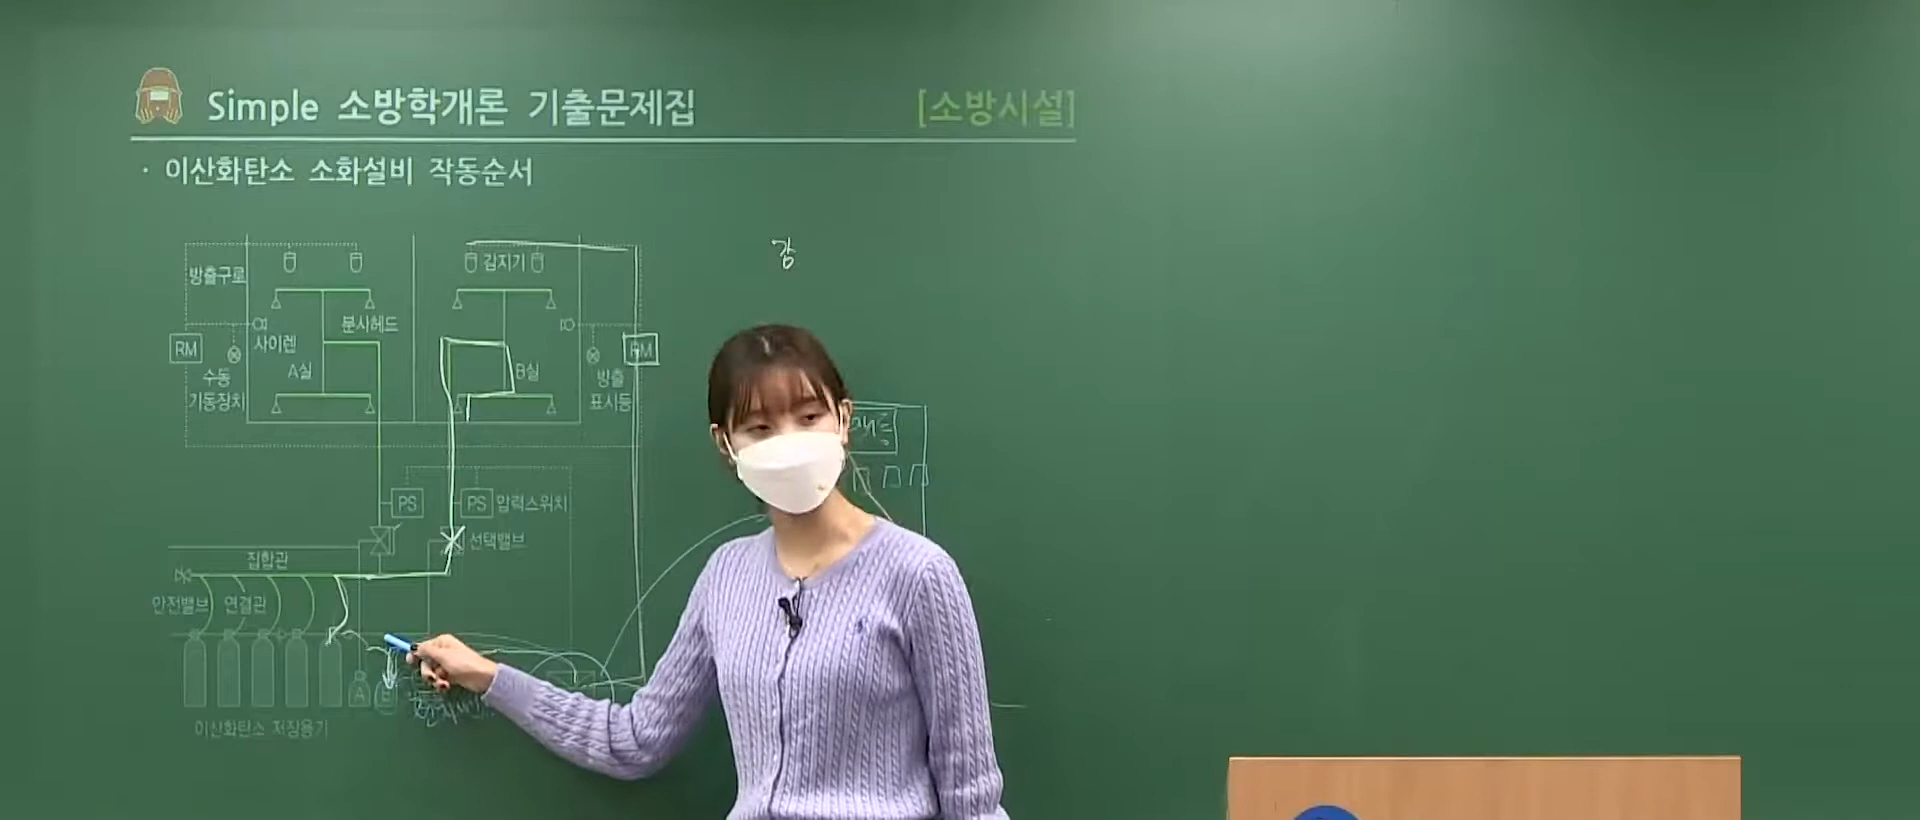 Simple 소방학개론 기출문제집 [소방시설]
· 이산화탄소 소화설비 작동순서
감
방출구로
감지기
분사헤드
사이렌
RM
RM
A실
B실
수동
기동장치
방출
표시등
PS
PS 압력스위치
선택밸브
집합관
안전밸브 연결관
A
B
이산화탄소 저장용기